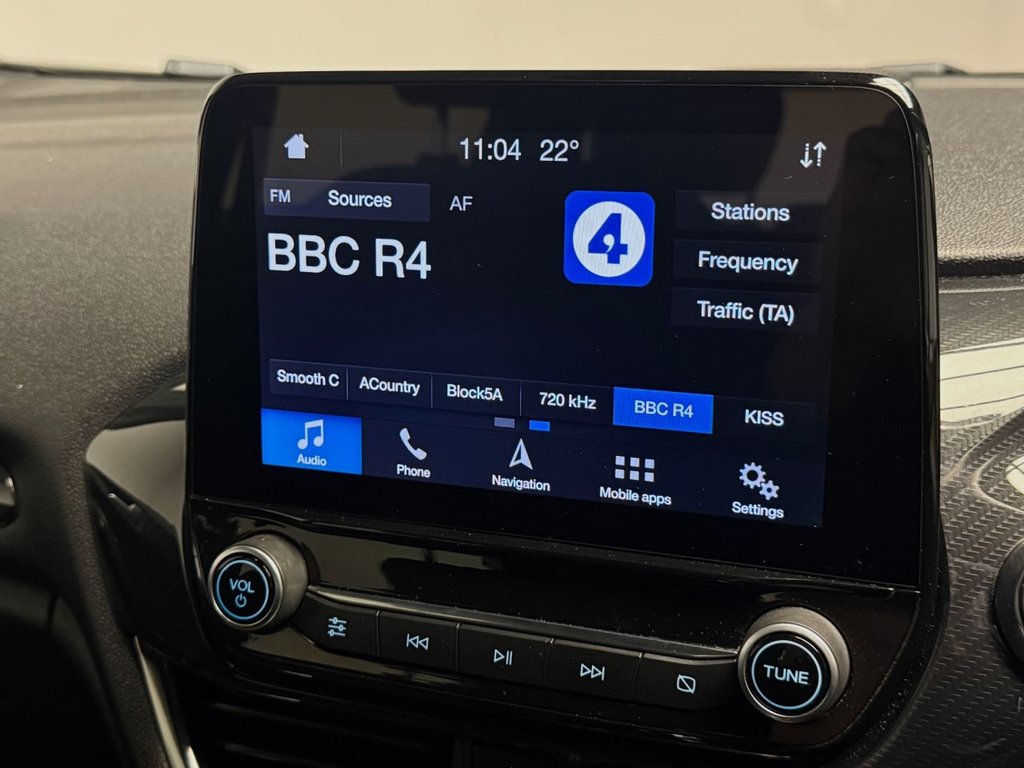 11:04 22°
FM Sources AF
4
Stations
BBC R4
Frequency
Traffic (TA)
Smooth C ACountry Block5A 720 kHz BBC R4 KISS
Audio Phone Navigation Mobile apps Settings
VOL
TUNE